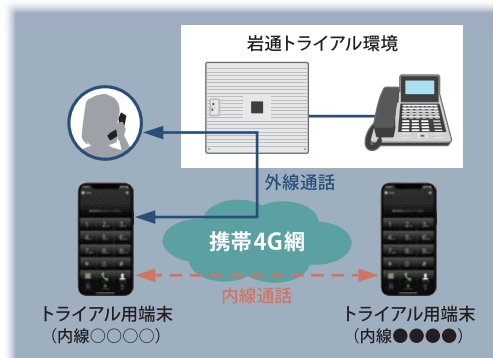 岩通トライアル環境
外線通話
携帯4G網
内線通話
トライアル用端末
（内線○○○○）
トライアル用端末
（内線●●●●）